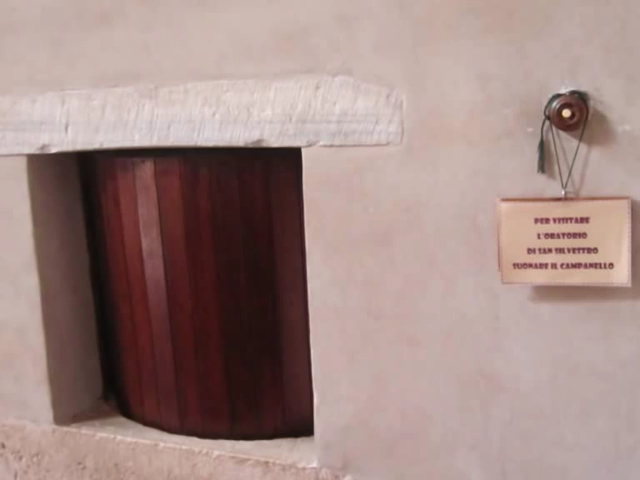 PER VISITARE
L'ORATORIO
DI SAN SILVESTRO
SUONARE IL CAMPANELLO